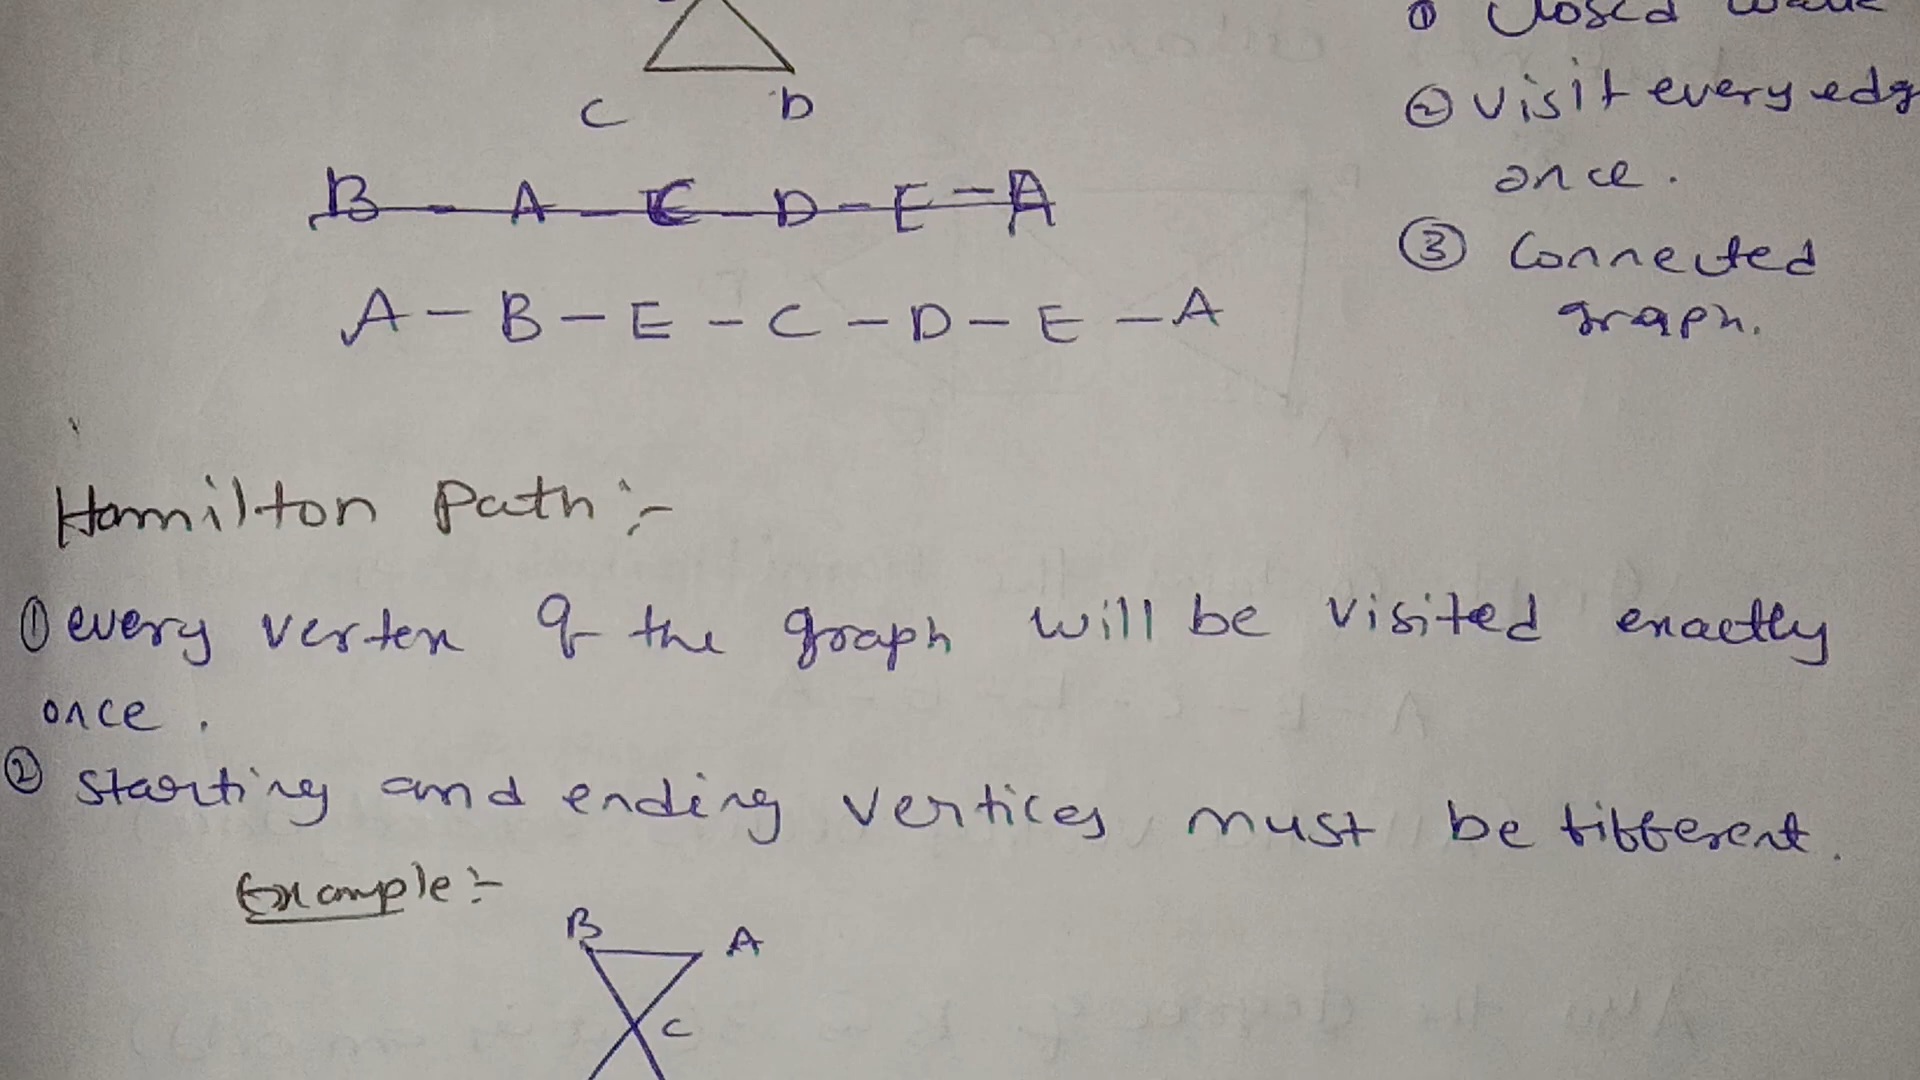 ① Closed
② visit every edg
once.
③ Connected
graph.
C D
B - A - C - D - E - A
A - B - E - C - D - E - A
Hamilton Path :-
① every vertex of the graph will be visited exactly
once.
② starting and ending vertices must be different.
Example :-
B A
C